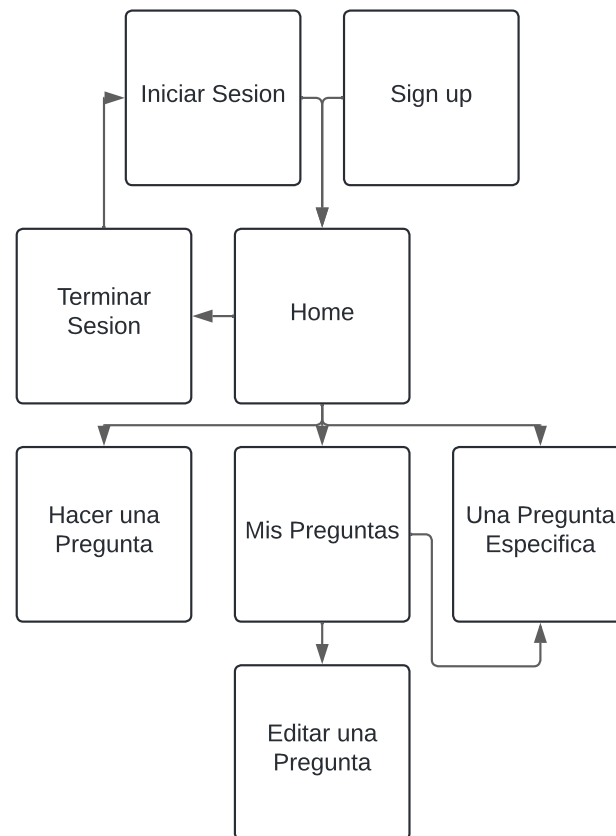 Iniciar Sesion
Sign up
Terminar
Sesion
Home
Hacer una
Pregunta
Mis Preguntas
Una Pregunta
Especifica
Editar una
Pregunta